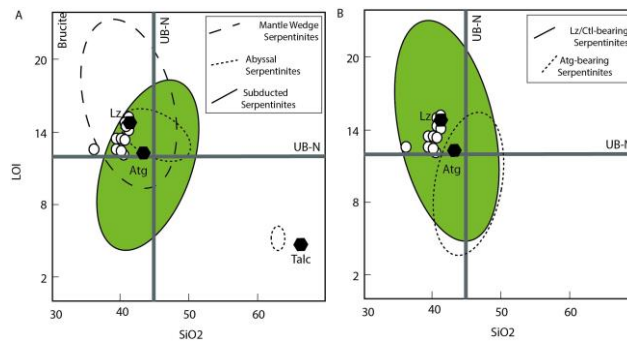 A
B
Brucite
UB-N
Mantle Wedge
Serpentinites
Abyssal
Serpentinites
Subducted
Serpentinites
UB-N
Lz/Ctl-bearing
Serpentinites
Atg-bearing
Serpentinites
20
14
8
2
LOI
Lz
Atg
UB-N
Talc
30
40
50
60
SiO2
20
14
8
2
Lz
Atg
UB-N
30
40
50
60
SiO2